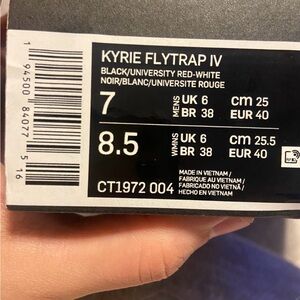 KYRIE FLYTRAP IV
BLACK/UNIVERSITY RED-WHITE
NOIR/BLANC/UNIVERSITE ROUGE
7 MENS UK 6 cm 25
BR 38 EUR 40
8.5 WMNS UK 6 cm 25.5
BR 38 EUR 40
CT1972 004
MADE IN VIETNAM /
FABRIQUE AU VIETNAM /
FABRICADO NO VIETNÃ /
HECHO EN VIETNAM
1 94500 84077 5 16